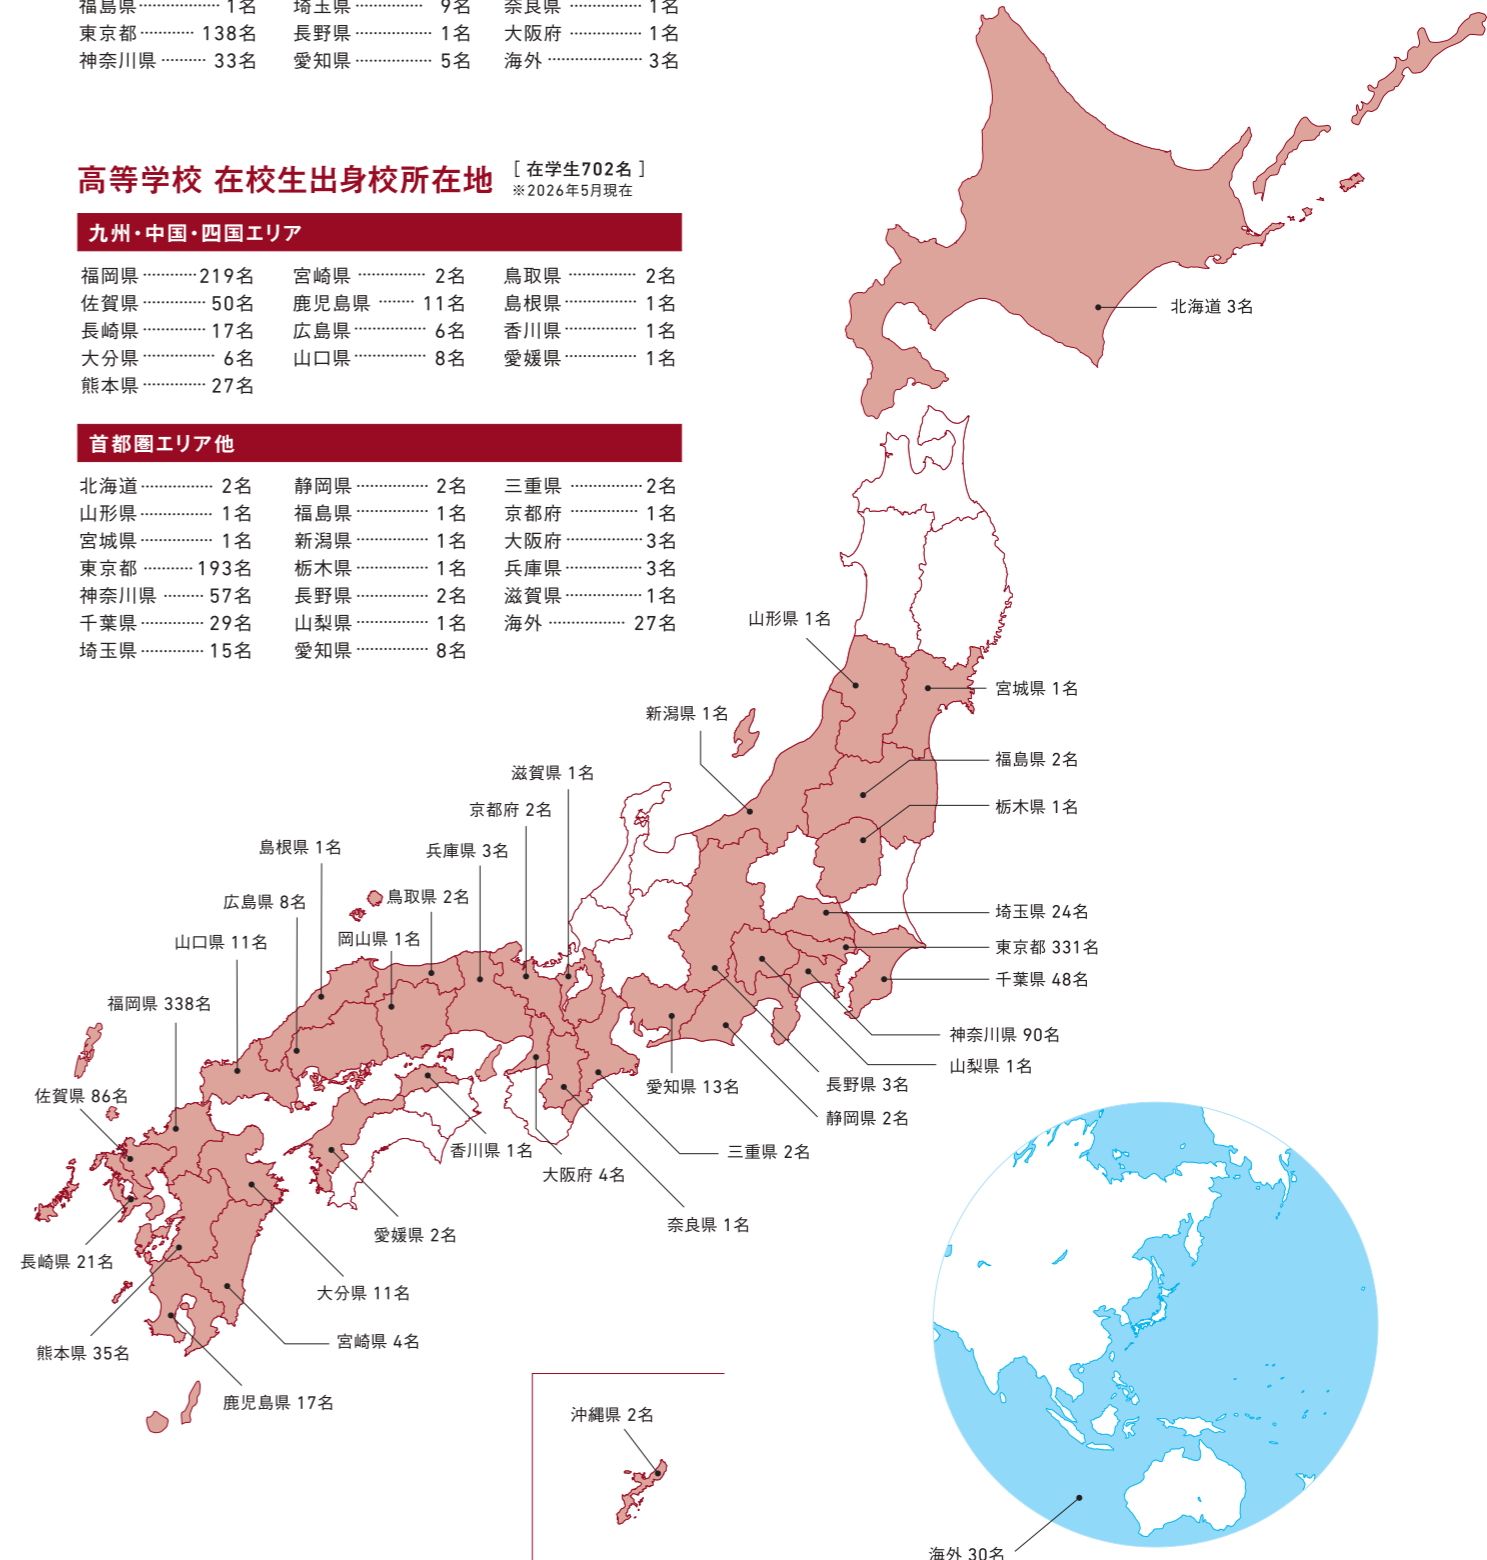 福島県 1名 埼玉県 9名 奈良県 1名
東京都 138名 長野県 1名 大阪府 1名
神奈川県 33名 愛知県 5名 海外 3名
高等学校 在校生出身校所在地 [ 在学生702名 ]
※2026年5月現在
九州・中国・四国エリア
福岡県 219名 宮崎県 2名 鳥取県 2名
佐賀県 50名 鹿児島県 11名 島根県 1名
長崎県 17名 広島県 6名 香川県 1名
大分県 6名 山口県 8名 愛媛県 1名
熊本県 27名
首都圏エリア他
北海道 2名 静岡県 2名 三重県 2名
山形県 1名 福島県 1名 京都府 1名
宮城県 1名 新潟県 1名 大阪府 3名
東京都 193名 栃木県 1名 兵庫県 3名
神奈川県 57名 長野県 2名 滋賀県 1名
千葉県 29名 山梨県 1名 海外 27名
埼玉県 15名 愛知県 8名
北海道 3名
山形県 1名
宮城県 1名
新潟県 1名
福島県 2名
滋賀県 1名
栃木県 1名
京都府 2名
島根県 1名
兵庫県 3名
鳥取県 2名
広島県 8名
埼玉県 24名
岡山県 1名
山口県 11名
東京都 331名
千葉県 48名
福岡県 338名
神奈川県 90名
山梨県 1名
長野県 3名
愛知県 13名
佐賀県 86名
静岡県 2名
香川県 1名
三重県 2名
大阪府 4名
奈良県 1名
愛媛県 2名
長崎県 21名
大分県 11名
宮崎県 4名
熊本県 35名
鹿児島県 17名
沖縄県 2名
海外 30名